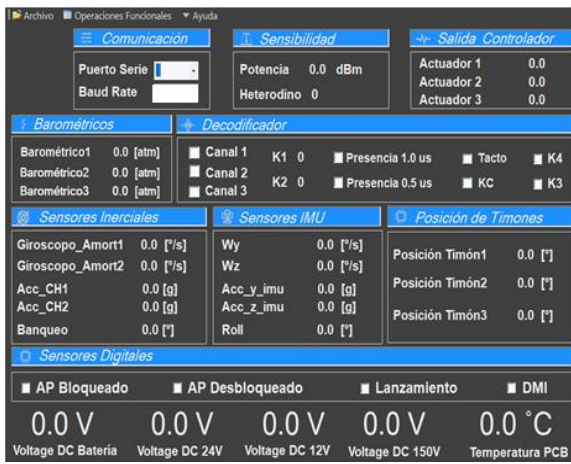 Archivo Operaciones Funcionales Ayuda
Comunicación
Puerto Serie
Baud Rate
Sensibilidad
Potencia 0.0 dBm
Heterodino 0
Salida Controlador
Actuador 1 0.0
Actuador 2 0.0
Actuador 3 0.0
Barométricos
Barométrico1 0.0 [atm]
Barométrico2 0.0 [atm]
Barométrico3 0.0 [atm]
Decodificador
Canal 1 K1 0 Presencia 1.0 us Tacto K4
Canal 2
Canal 3 K2 0 Presencia 0.5 us KC K3
Sensores Inerciales
Giroscopo_Amort1 0.0 [°/s]
Giroscopo_Amort2 0.0 [°/s]
Acc_CH1 0.0 [g]
Acc_CH2 0.0 [g]
Banqueo 0.0 [°]
Sensores IMU
Wy 0.0 [°/s]
Wz 0.0 [°/s]
Acc_y_imu 0.0 [g]
Acc_z_imu 0.0 [g]
Roll 0.0 [°]
Posición de Timones
Posición Timón1 0.0 [°]
Posición Timón2 0.0 [°]
Posición Timón3 0.0 [°]
Sensores Digitales
AP Bloqueado AP Desbloqueado Lanzamiento DMI
0.0 V 0.0 V 0.0 V 0.0 V 0.0 °C
Voltage DC Bateria Voltage DC 24V Voltage DC 12V Voltage DC 150V Temperatura PCB